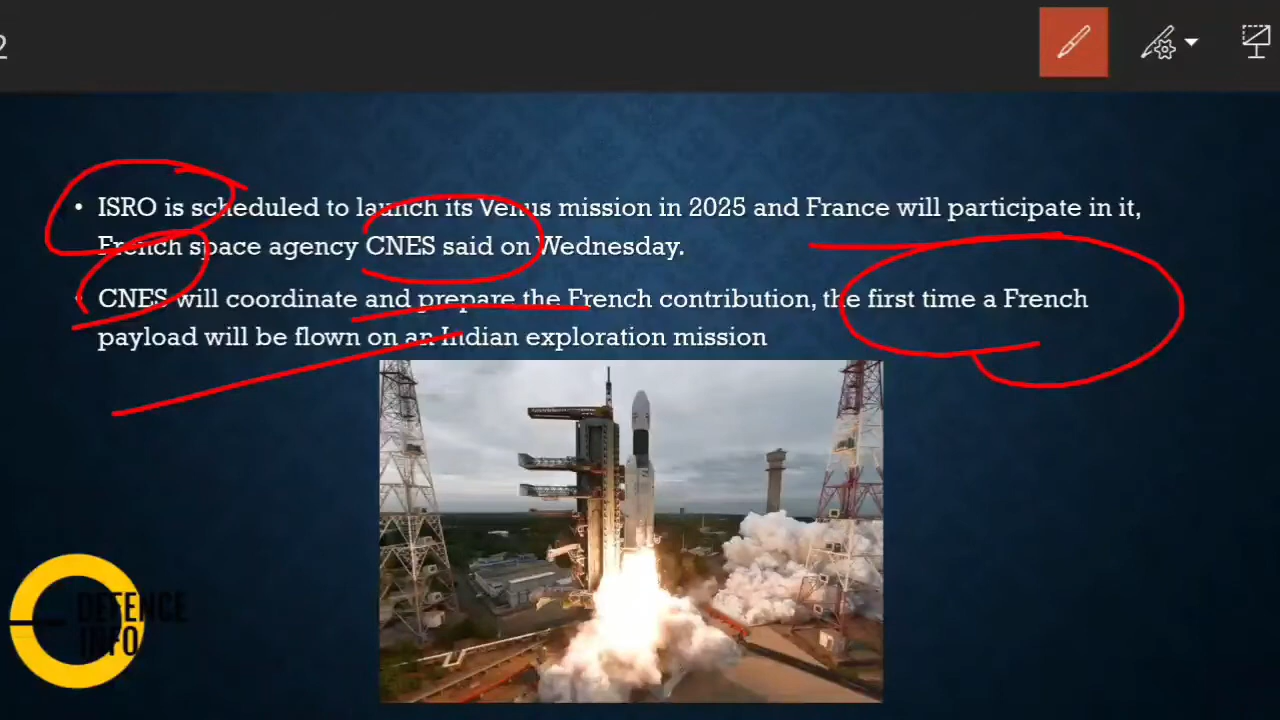 2
• ISRO is scheduled to launch its Venus mission in 2025 and France will participate in it,
French space agency CNES said on Wednesday.
• CNES will coordinate and prepare the French contribution, the first time a French
payload will be flown on an Indian exploration mission
DEFENCE
INFO